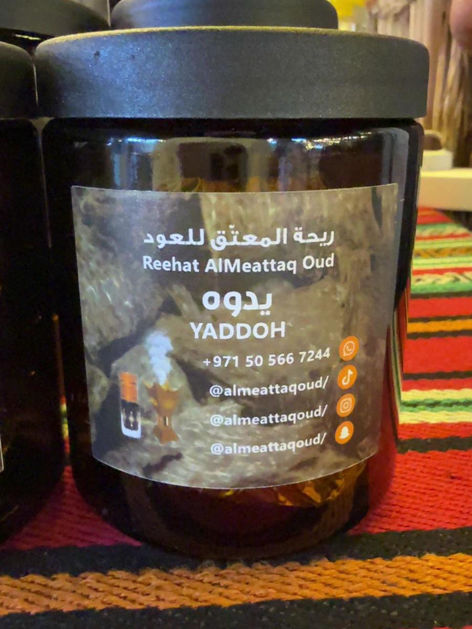 ريحة المعتّق للعود
Reehat AlMeattaq Oud
يدوه
YADDOH
+971 50 566 7244
@almeattaqoud/
@almeattaqoud/
@almeattaqoud/